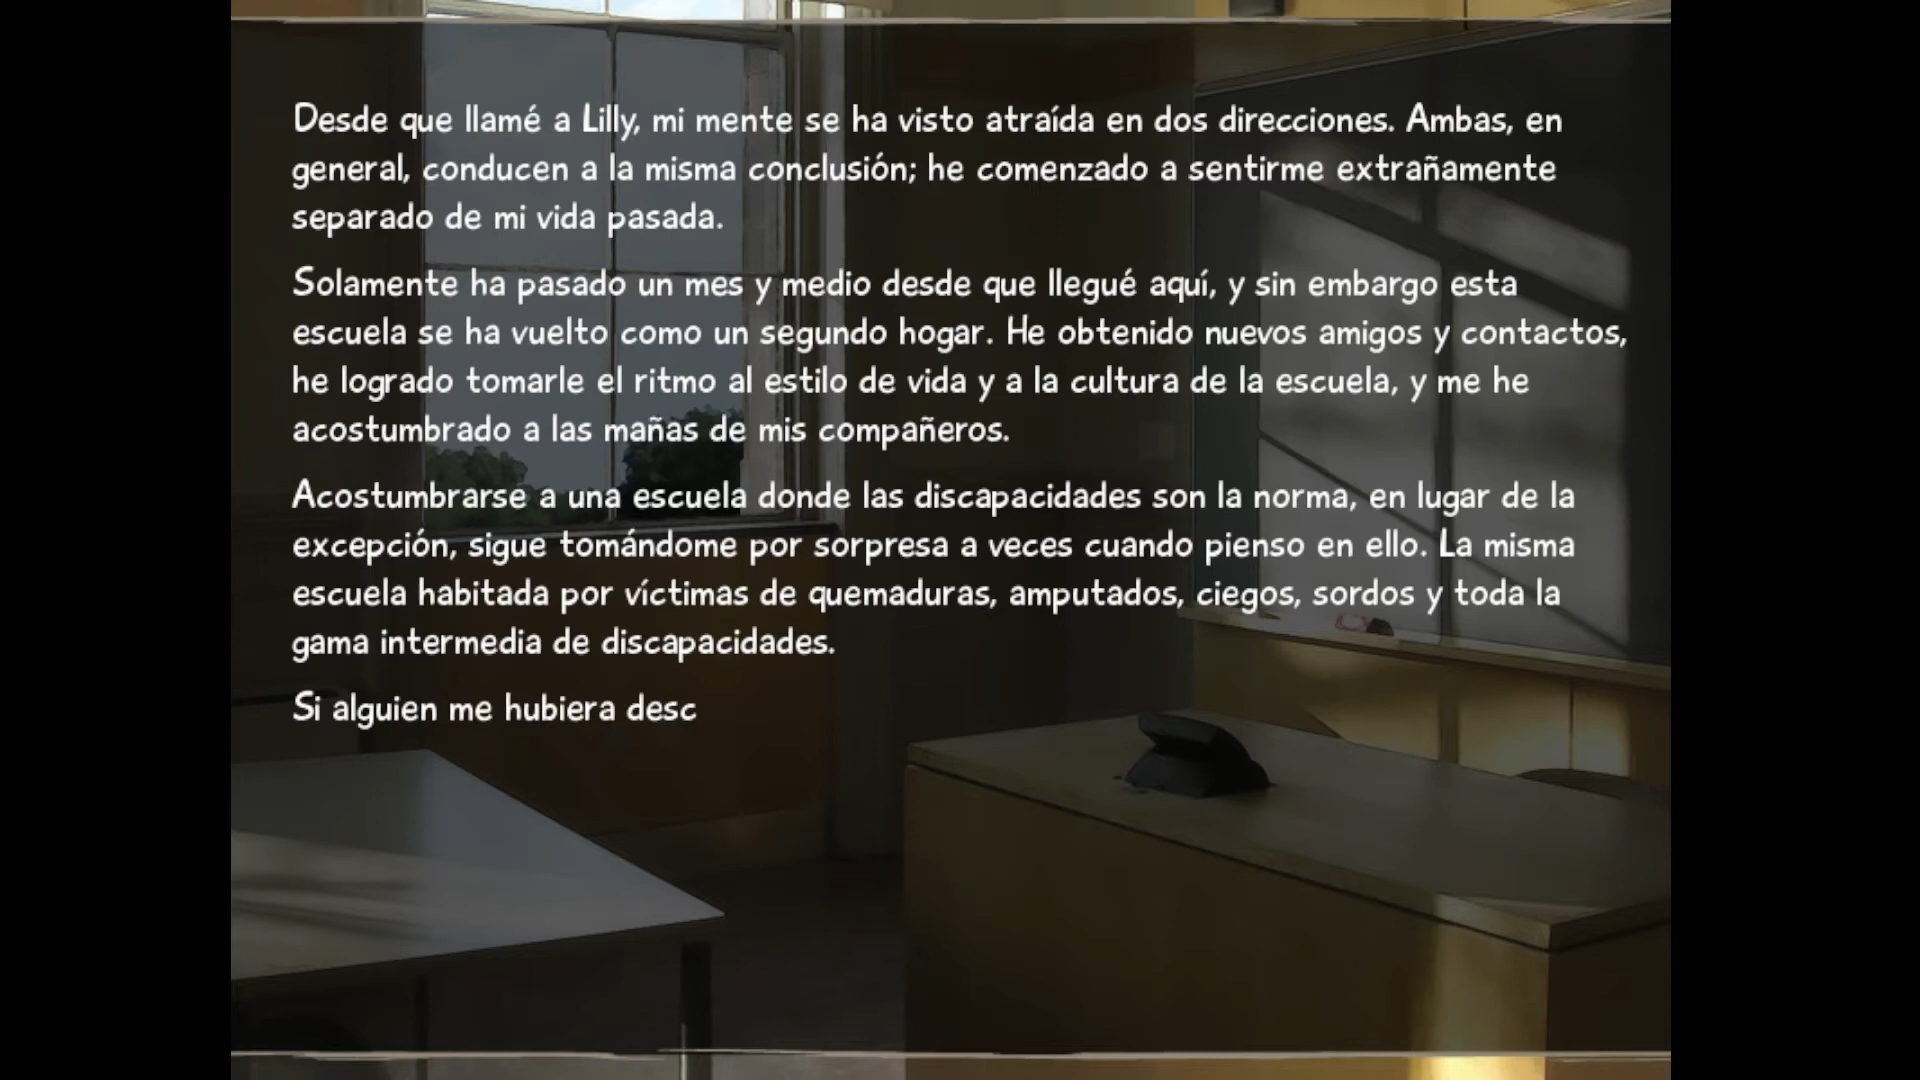 Desde que llamé a Lilly, mi mente se ha visto atraída en dos direcciones. Ambas, en
general, conducen a la misma conclusión; he comenzado a sentirme extrañamente
separado de mi vida pasada.
Solamente ha pasado un mes y medio desde que llegué aquí, y sin embargo esta
escuela se ha vuelto como un segundo hogar. He obtenido nuevos amigos y contactos,
he logrado tomarle el ritmo al estilo de vida y a la cultura de la escuela, y me he
acostumbrado a las mañas de mis compañeros.
Acostumbrarse a una escuela donde las discapacidades son la norma, en lugar de la
excepción, sigue tomándome por sorpresa a veces cuando pienso en ello. La misma
escuela habitada por víctimas de quemaduras, amputados, ciegos, sordos y toda la
gama intermedia de discapacidades.
Si alguien me hubiera desc